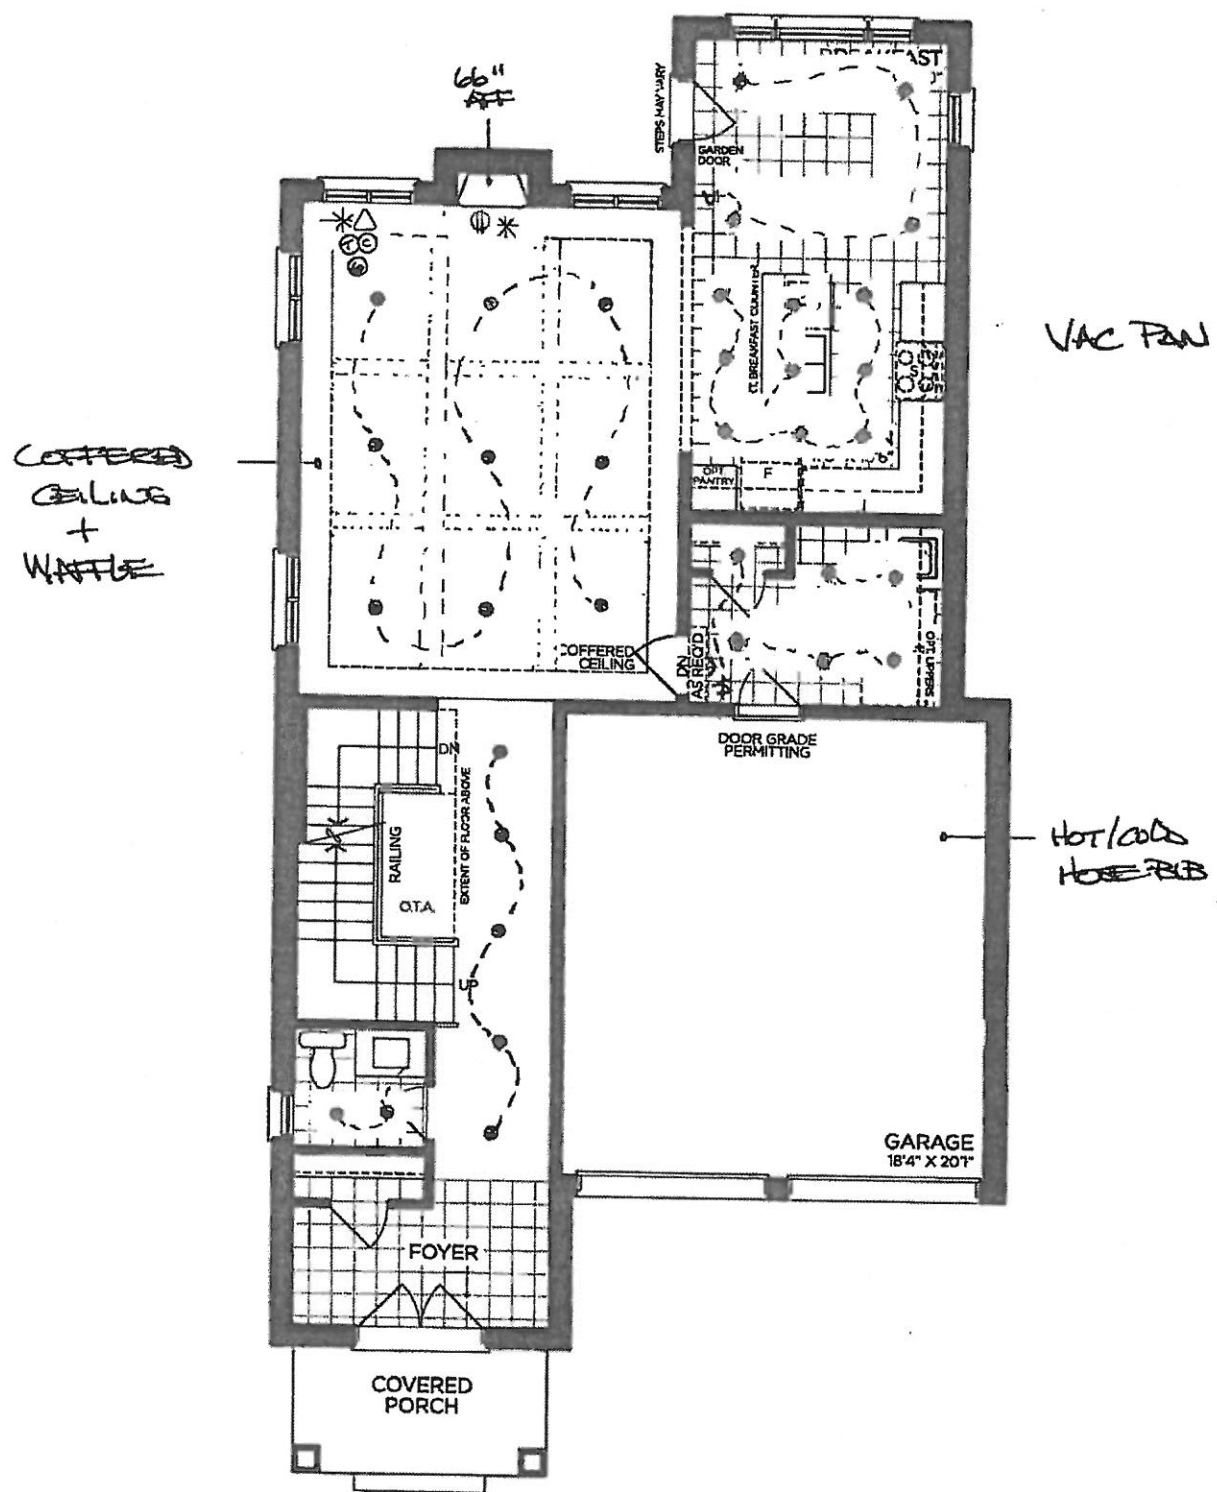 BREAKFAST
66"
AFF
STEPS MAY VARY
GARDEN
DOOR
T C
S
VAC PAN
OPT. BREAKFAST COUNTER
S
COFFERED
CEILING
+
WAFFLE
OPT.
PANTRY
F
COFFERED
CEILING
DN
AS REQ'D
OPT. UPPERS
DOOR GRADE
PERMITTING
DN
EXTENT OF FLOOR ABOVE
RAILING
O.T.A.
UP
HOT/COLD
HOSE BIB
GARAGE
18'4" X 20'1"
FOYER
COVERED
PORCH